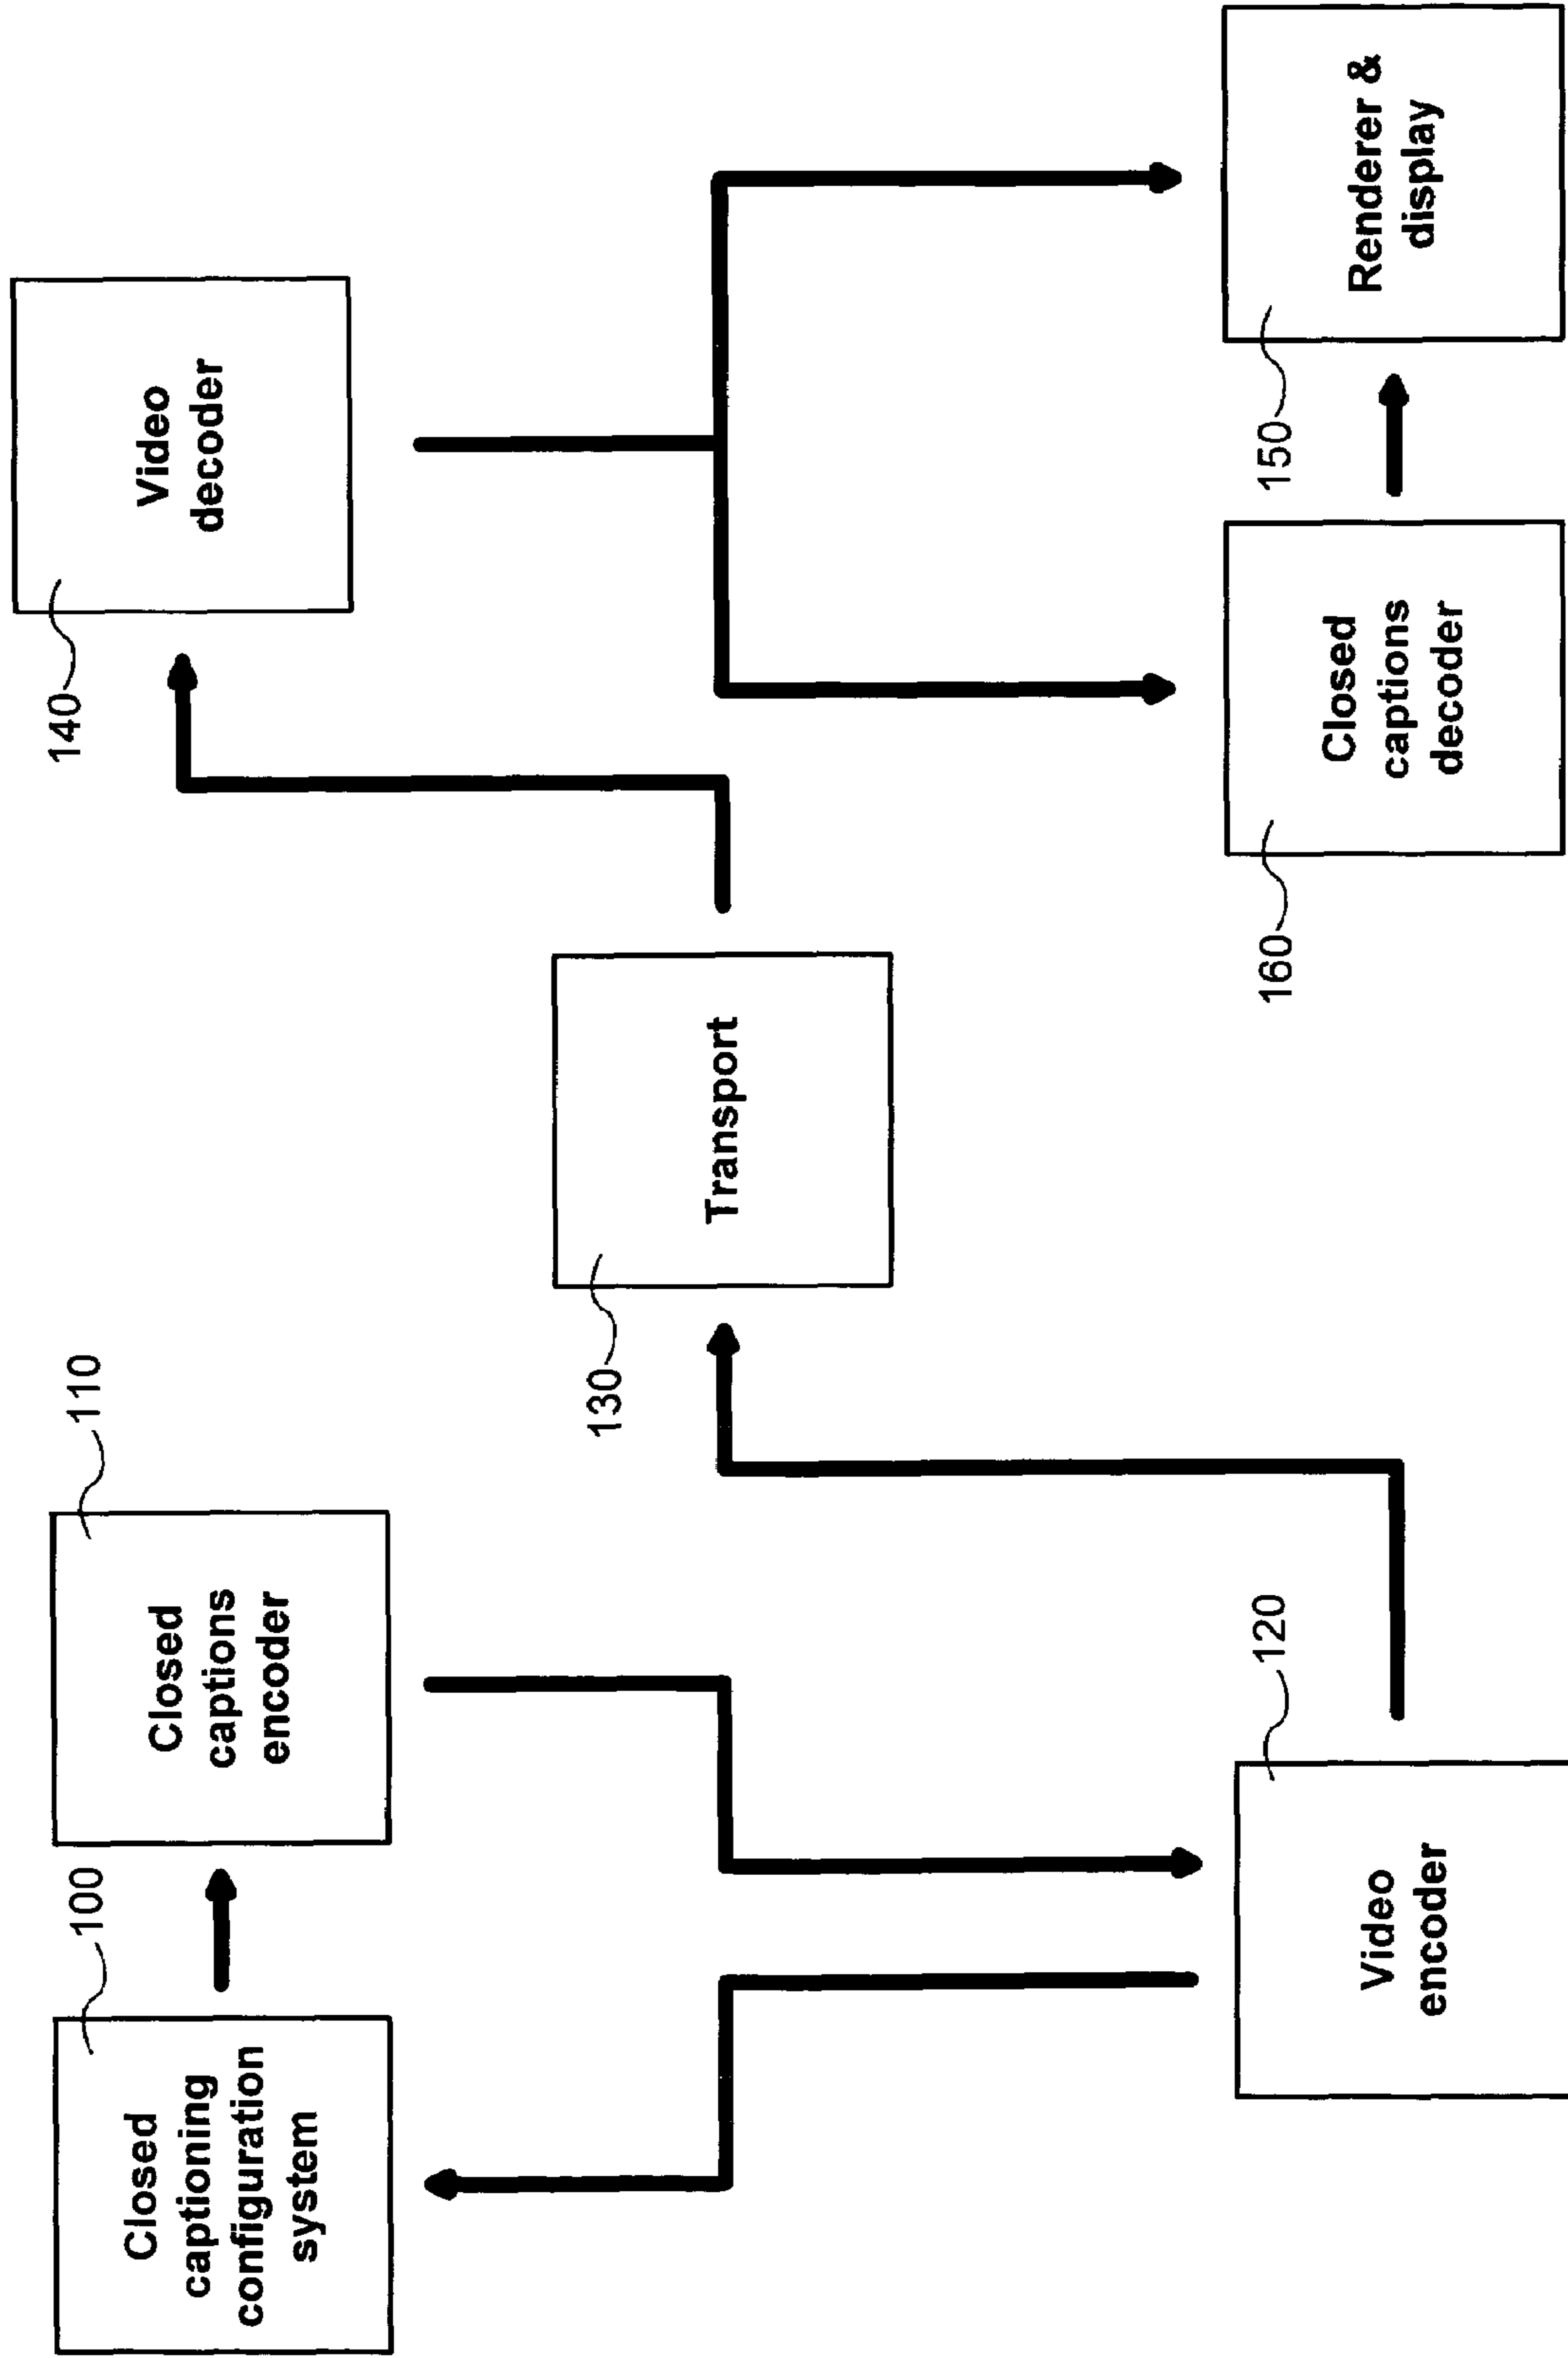 100
Closed
captioning
configuration
system
110
Closed
captions
encoder
120
Video
encoder
130
Transport
140
Video
decoder
160
Closed
captions
decoder
150
Renderer &
display